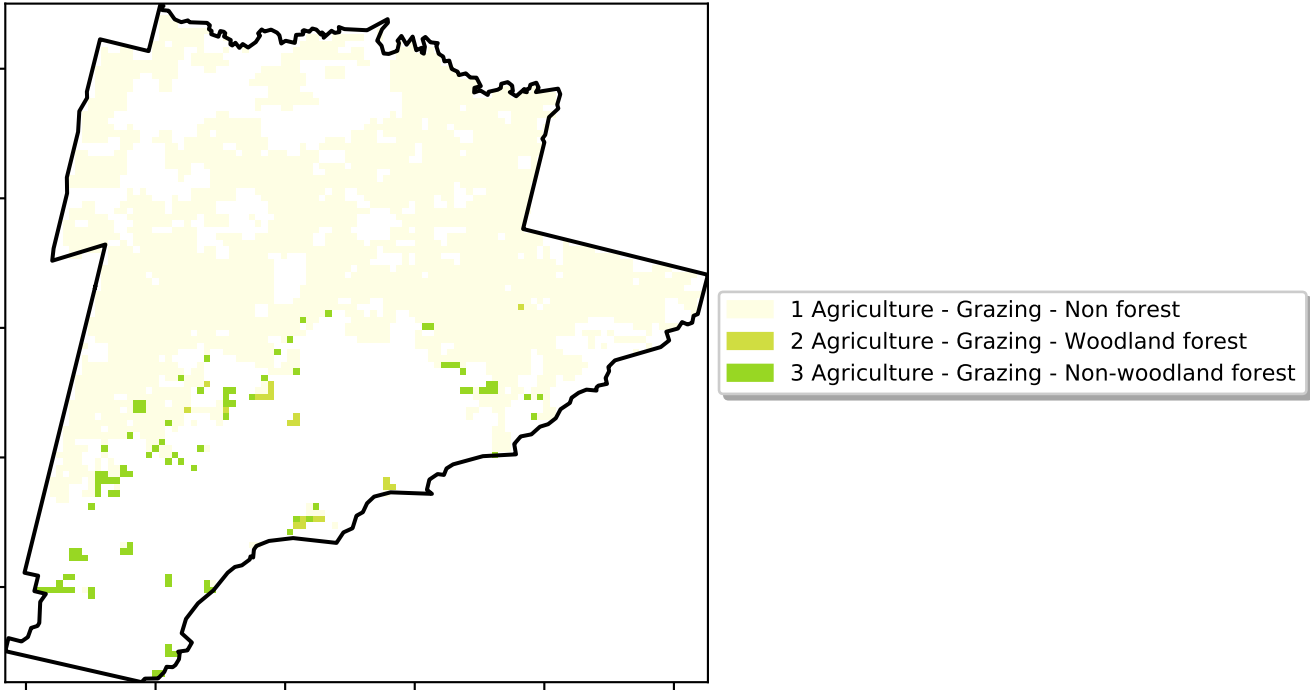 1 Agriculture - Grazing - Non forest
2 Agriculture - Grazing - Woodland forest
3 Agriculture - Grazing - Non-woodland forest